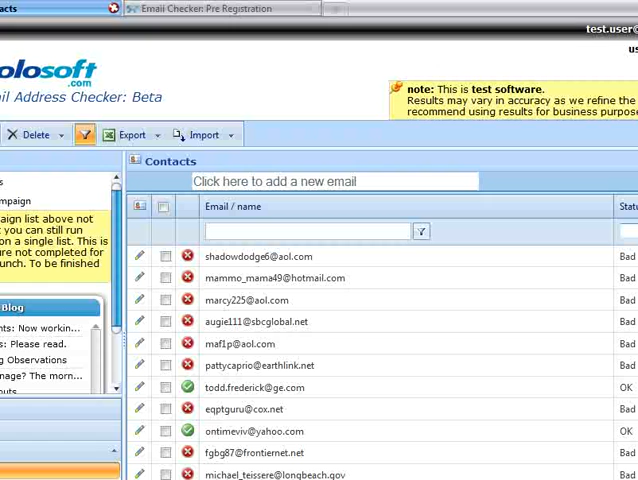 acts
Email Checker: Pre Registration
test.user@
us
olosoft
.com
il Address Checker: Beta
note: This is test software.
Results may vary in accuracy as we refine the
recommend using results for business purpose
Delete
Export
Import
Contacts
s
Click here to add a new email
paign
Email / name
Statu
aign list above not
you can still run
on a single list. This is
ure not completed for
unch. To be finished
shadowdodge6@aol.com
Bad
mammo_mama49@hotmail.com
Bad
marcy225@aol.com
Bad
Blog
augie111@sbcglobal.net
Bad
nts: Now workin...
s: Please read.
maf1p@aol.com
Bad
g Observations
pattycaprio@earthlink.net
Bad
nage? The morn...
todd.frederick@ge.com
OK
outs
eqptguru@cox.net
Bad
ontimeviv@yahoo.com
OK
fgbg87@frontiernet.net
Bad
michael_teissere@longbeach.gov
Bad